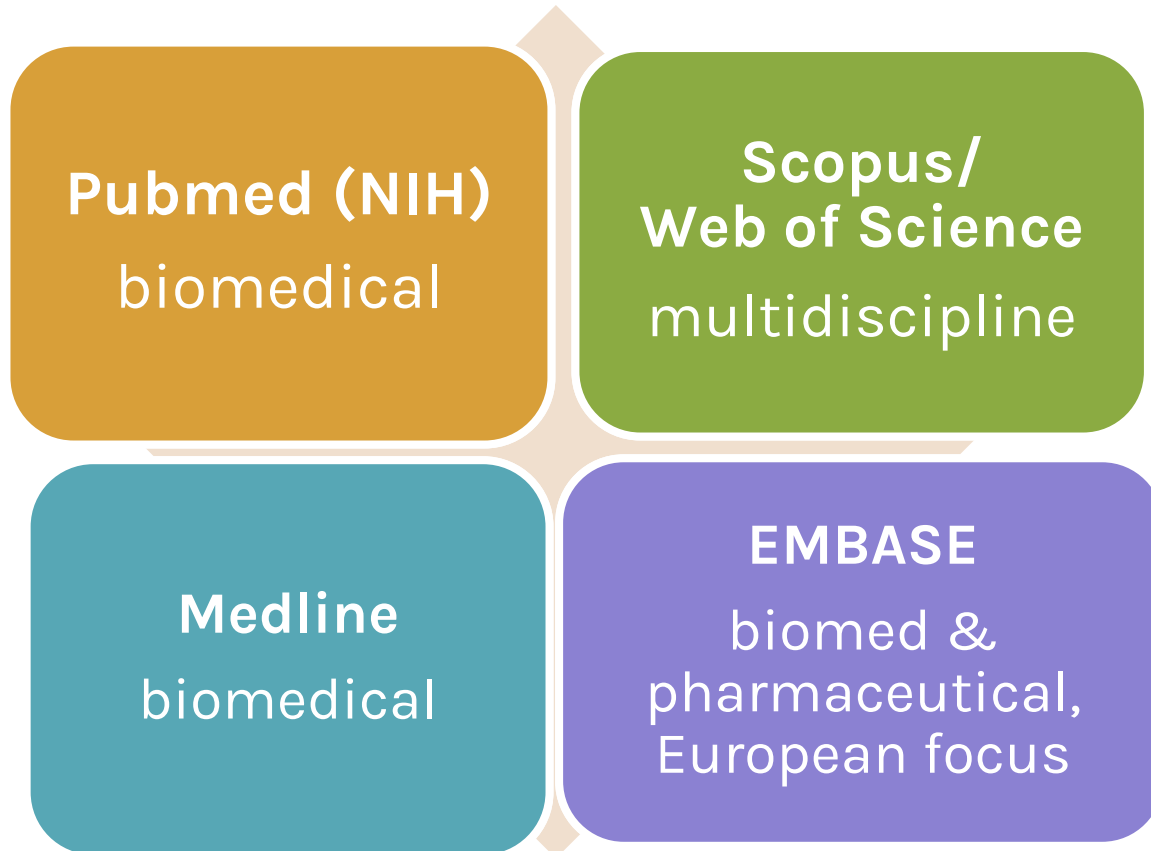 Pubmed (NIH)
biomedical
Scopus/
Web of Science
multidiscipline
Medline
biomedical
EMBASE
biomed &
pharmaceutical,
European focus